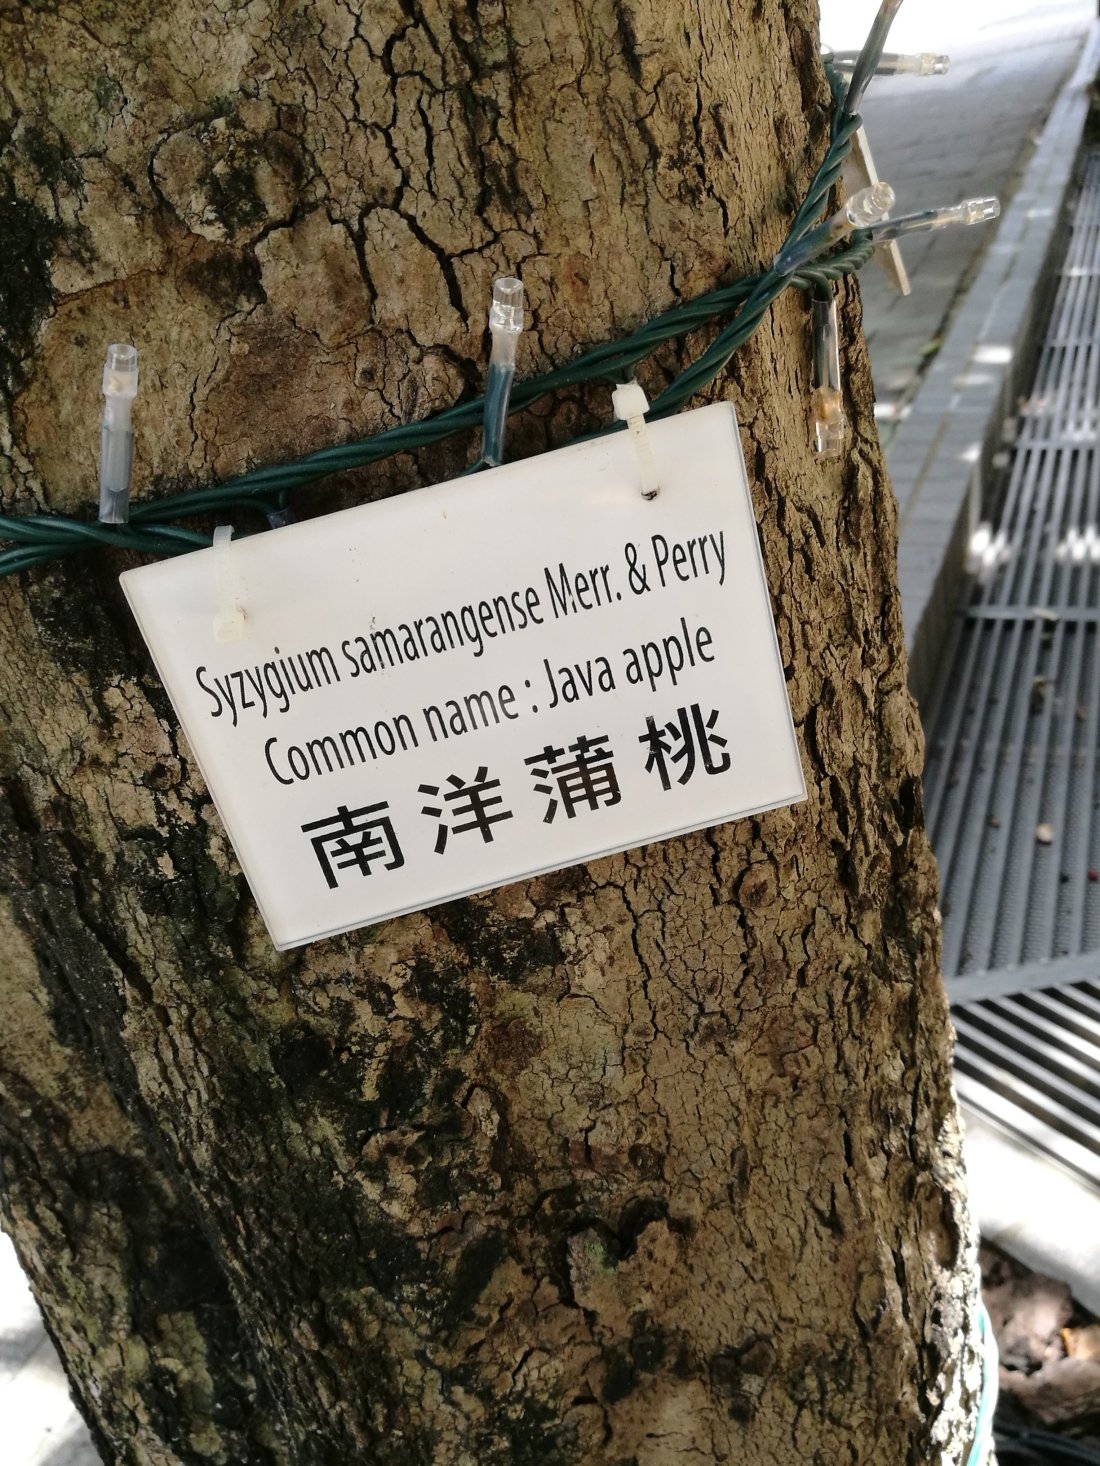 Syzygium samarangense Merr. & Perry
Common name : Java apple
南洋蒲桃